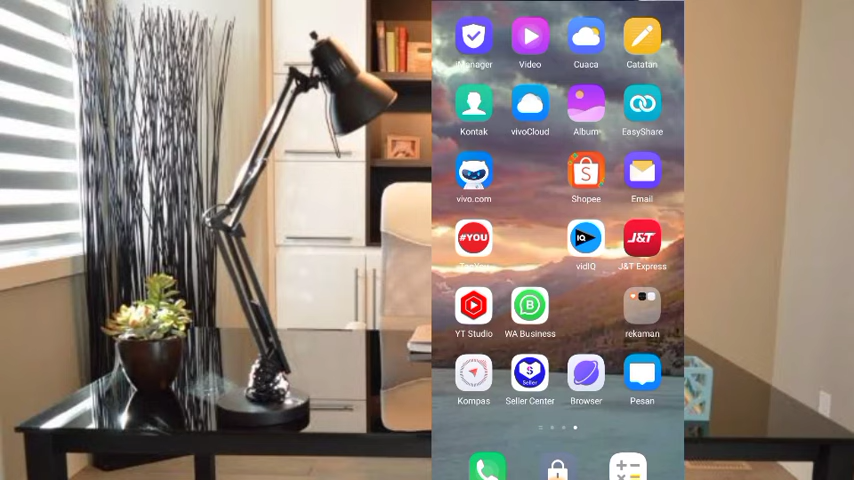 iManager
Video
Cuaca
Catatan
Kontak
vivoCloud
Album
EasyShare
vivo.com
S
Shopee
Email
#YOU
IQ
J&T
vidIQ
J&T Express
YT Studio
B
WA Business
rekaman
Kompas
S
Seller
Seller Center
Browser
Pesan